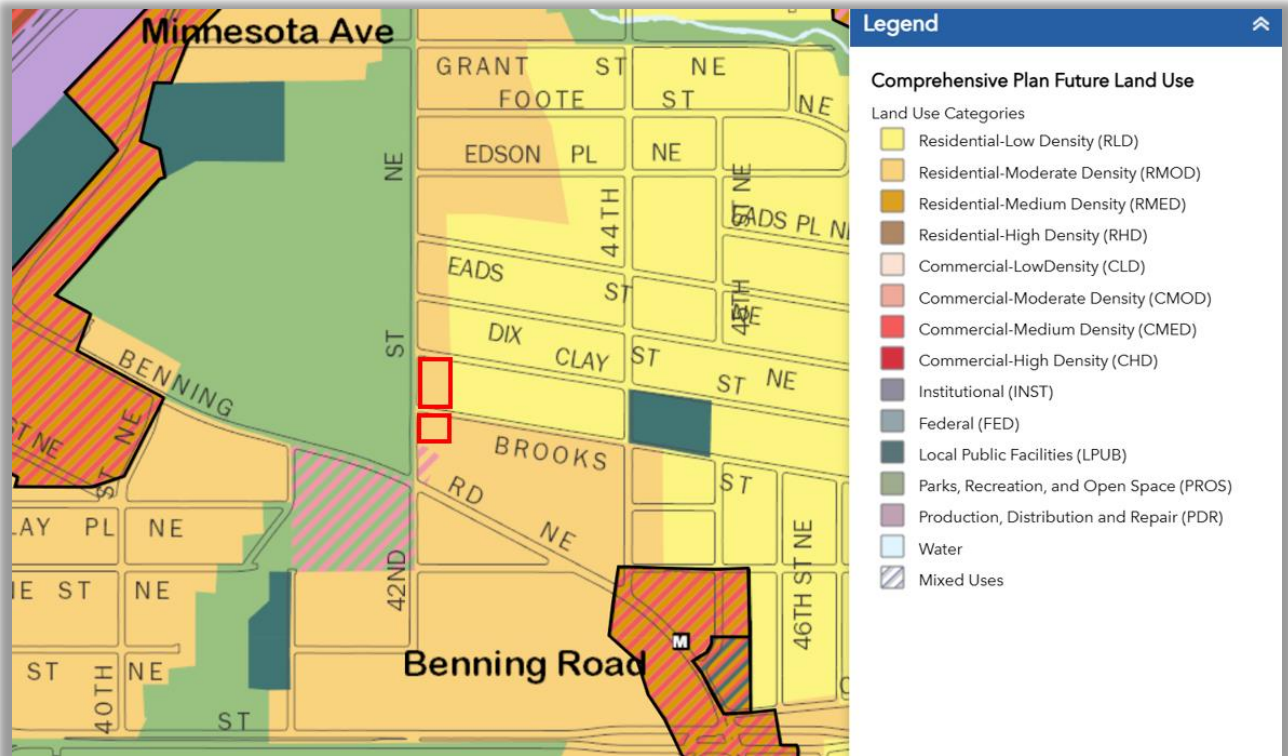 Minnesota Ave
GRANT ST NE
FOOTE ST NE
EDSON PL NE
NE
ST NE
44TH
EADS PL N
EADS ST
45TH
NE
DIX ST
CLAY ST NE
ST
BENNING
ST NE
ST NE
BROOKS ST
RD NE
LAY PL NE
42ND
NE ST NE
46TH ST NE
M
Benning Road
ST NE
40TH
ST
Legend
Comprehensive Plan Future Land Use
Land Use Categories
Residential-Low Density (RLD)
Residential-Moderate Density (RMOD)
Residential-Medium Density (RMED)
Residential-High Density (RHD)
Commercial-LowDensity (CLD)
Commercial-Moderate Density (CMOD)
Commercial-Medium Density (CMED)
Commercial-High Density (CHD)
Institutional (INST)
Federal (FED)
Local Public Facilities (LPUB)
Parks, Recreation, and Open Space (PROS)
Production, Distribution and Repair (PDR)
Water
Mixed Uses